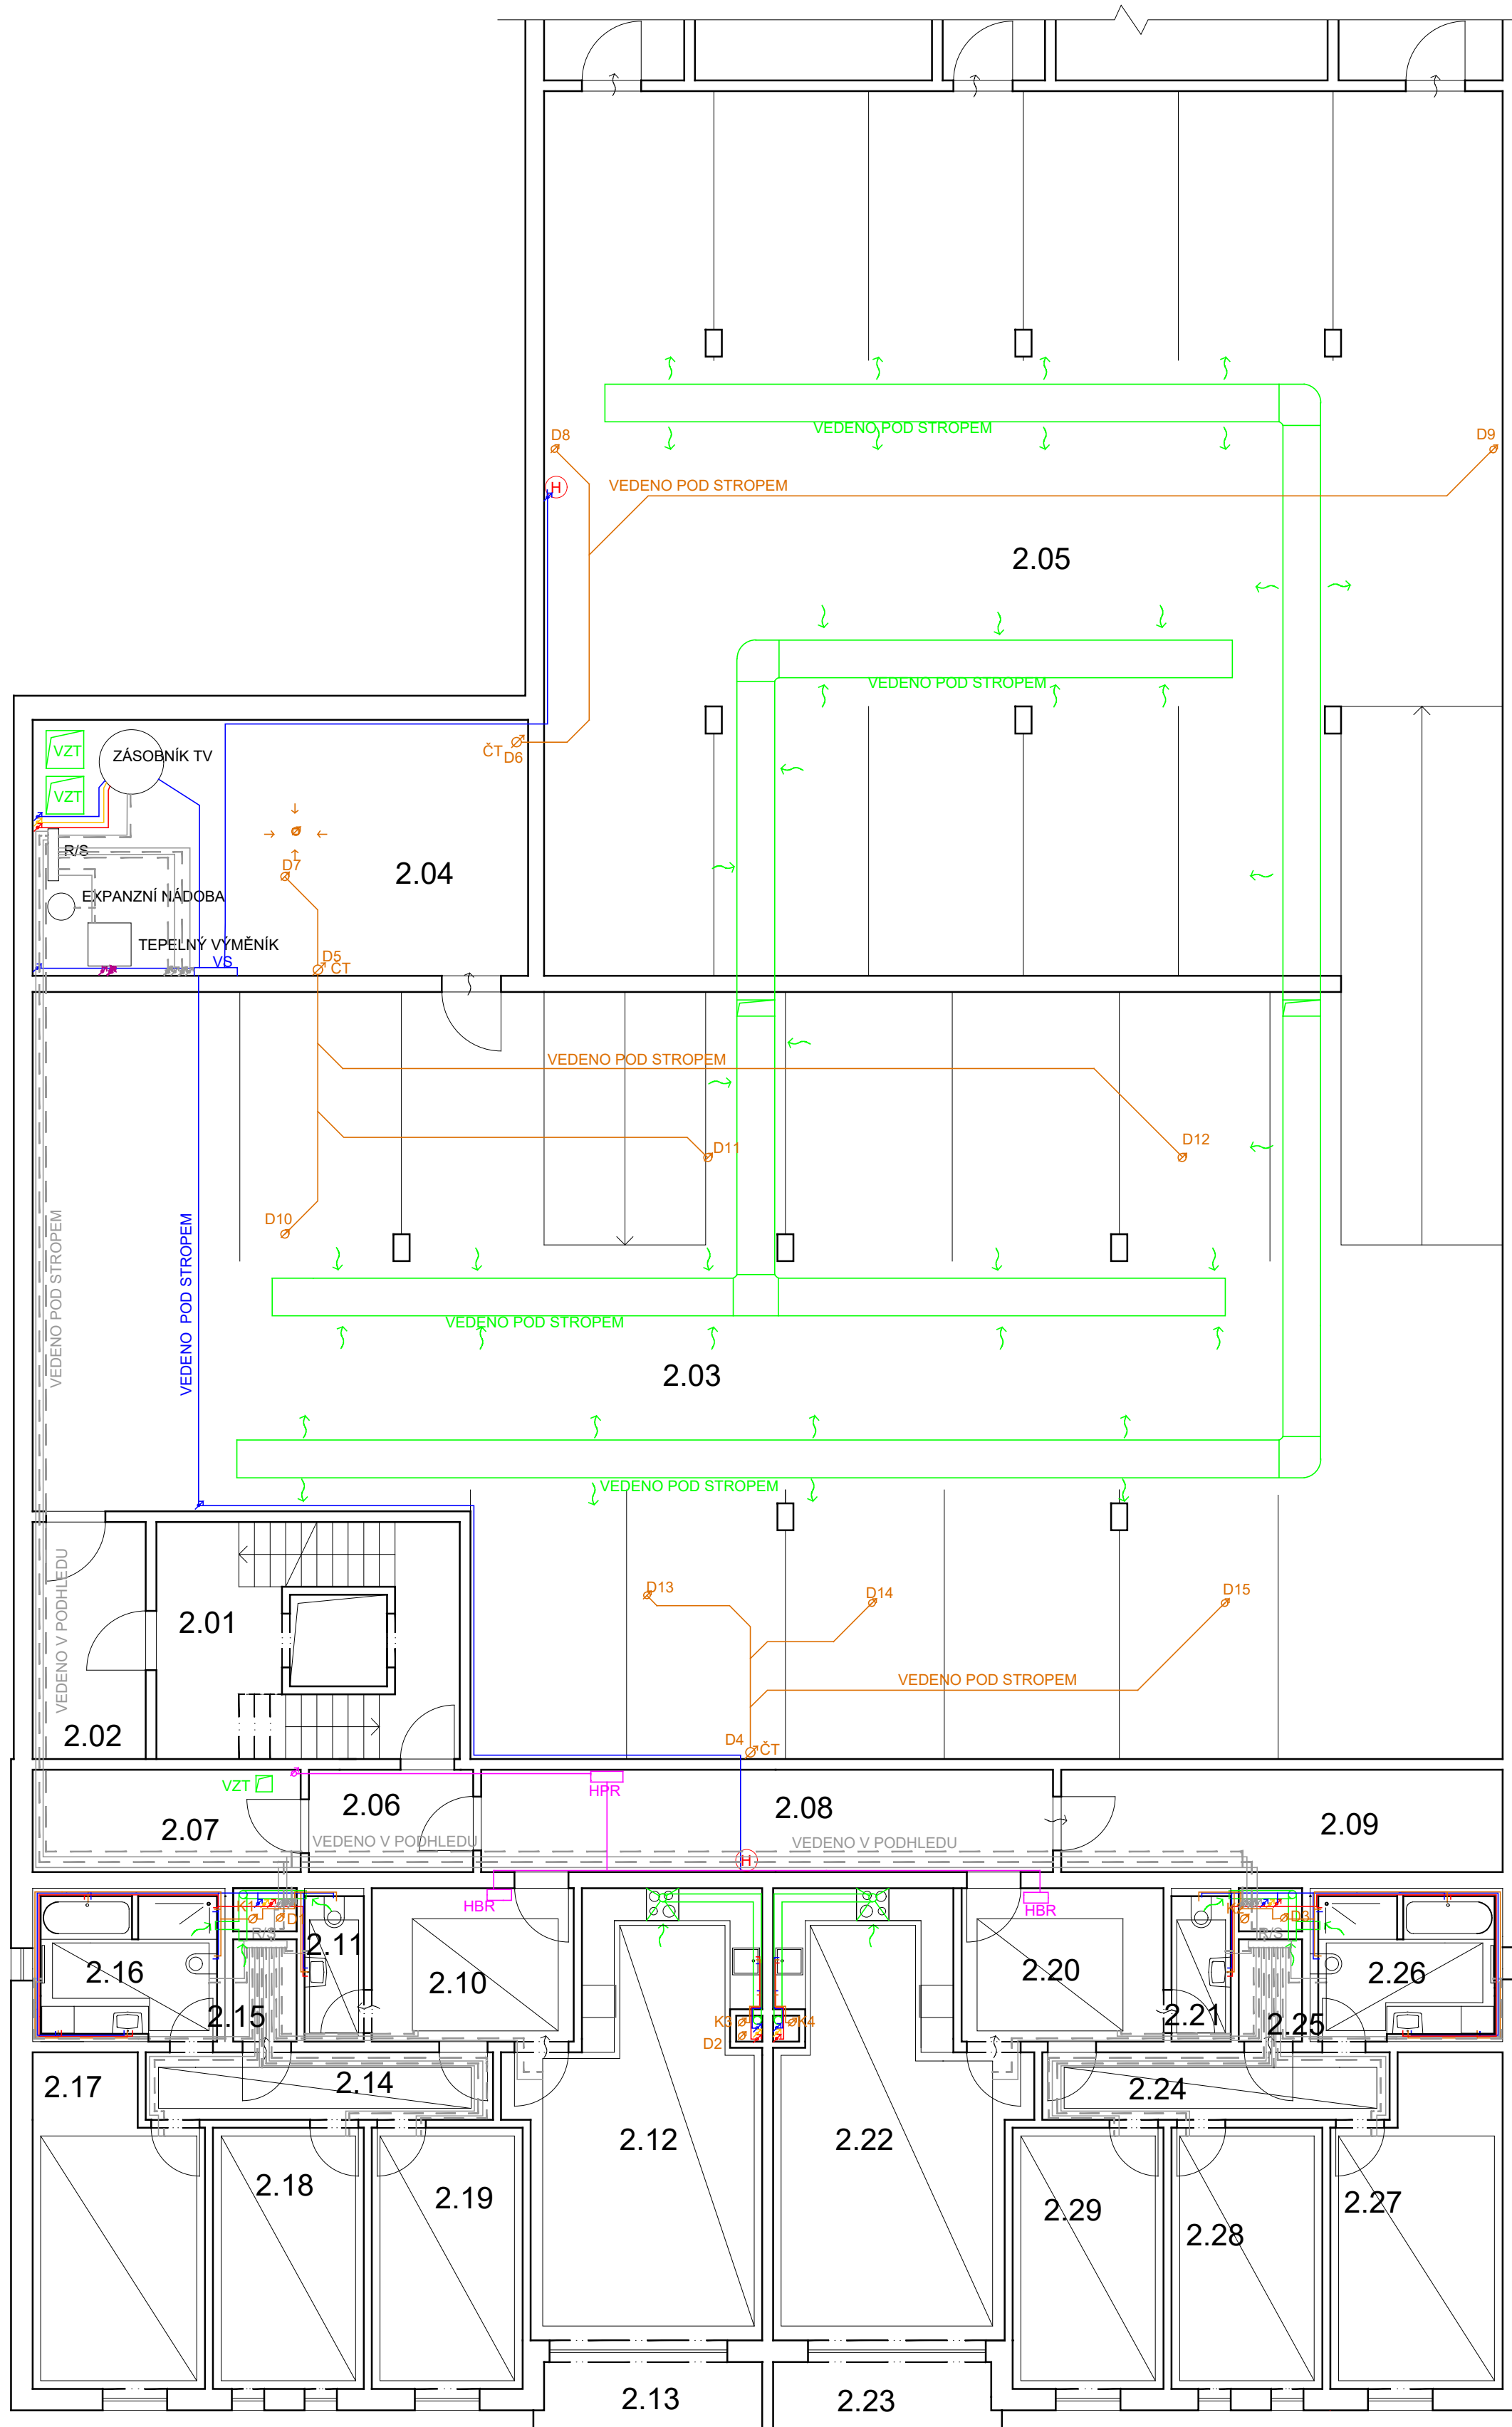 VEDENO POD STROPEM
D8
D9
H
VEDENO POD STROPEM
2.05
VEDENO POD STROPEM
VZT
ZÁSOBNÍK TV
ČT
D6
VZT
R/S
D7
2.04
EXPANZNÍ NÁDOBA
TEPELNÝ VÝMĚNÍK
VS
D5
ČT
VEDENO POD STROPEM
D11
D12
D10
VEDENO POD STROPEM
VEDENO POD STROPEM
VEDENO POD STROPEM
2.03
VEDENO POD STROPEM
VEDENO V PODHLEDU
D13
D14
D15
2.01
VEDENO POD STROPEM
2.02
D4
ČT
VZT
HPR
2.06
2.08
2.07
2.09
VEDENO V PODHLEDU
VEDENO V PODHLEDU
H
HBR
HBR
K1
D1
D3
R/S
R/S
2.11
2.16
2.10
2.20
2.26
2.15
2.21
2.25
K3
K4
D2
2.17
2.14
2.24
2.12
2.22
2.18
2.19
2.29
2.28
2.27
2.13
2.23